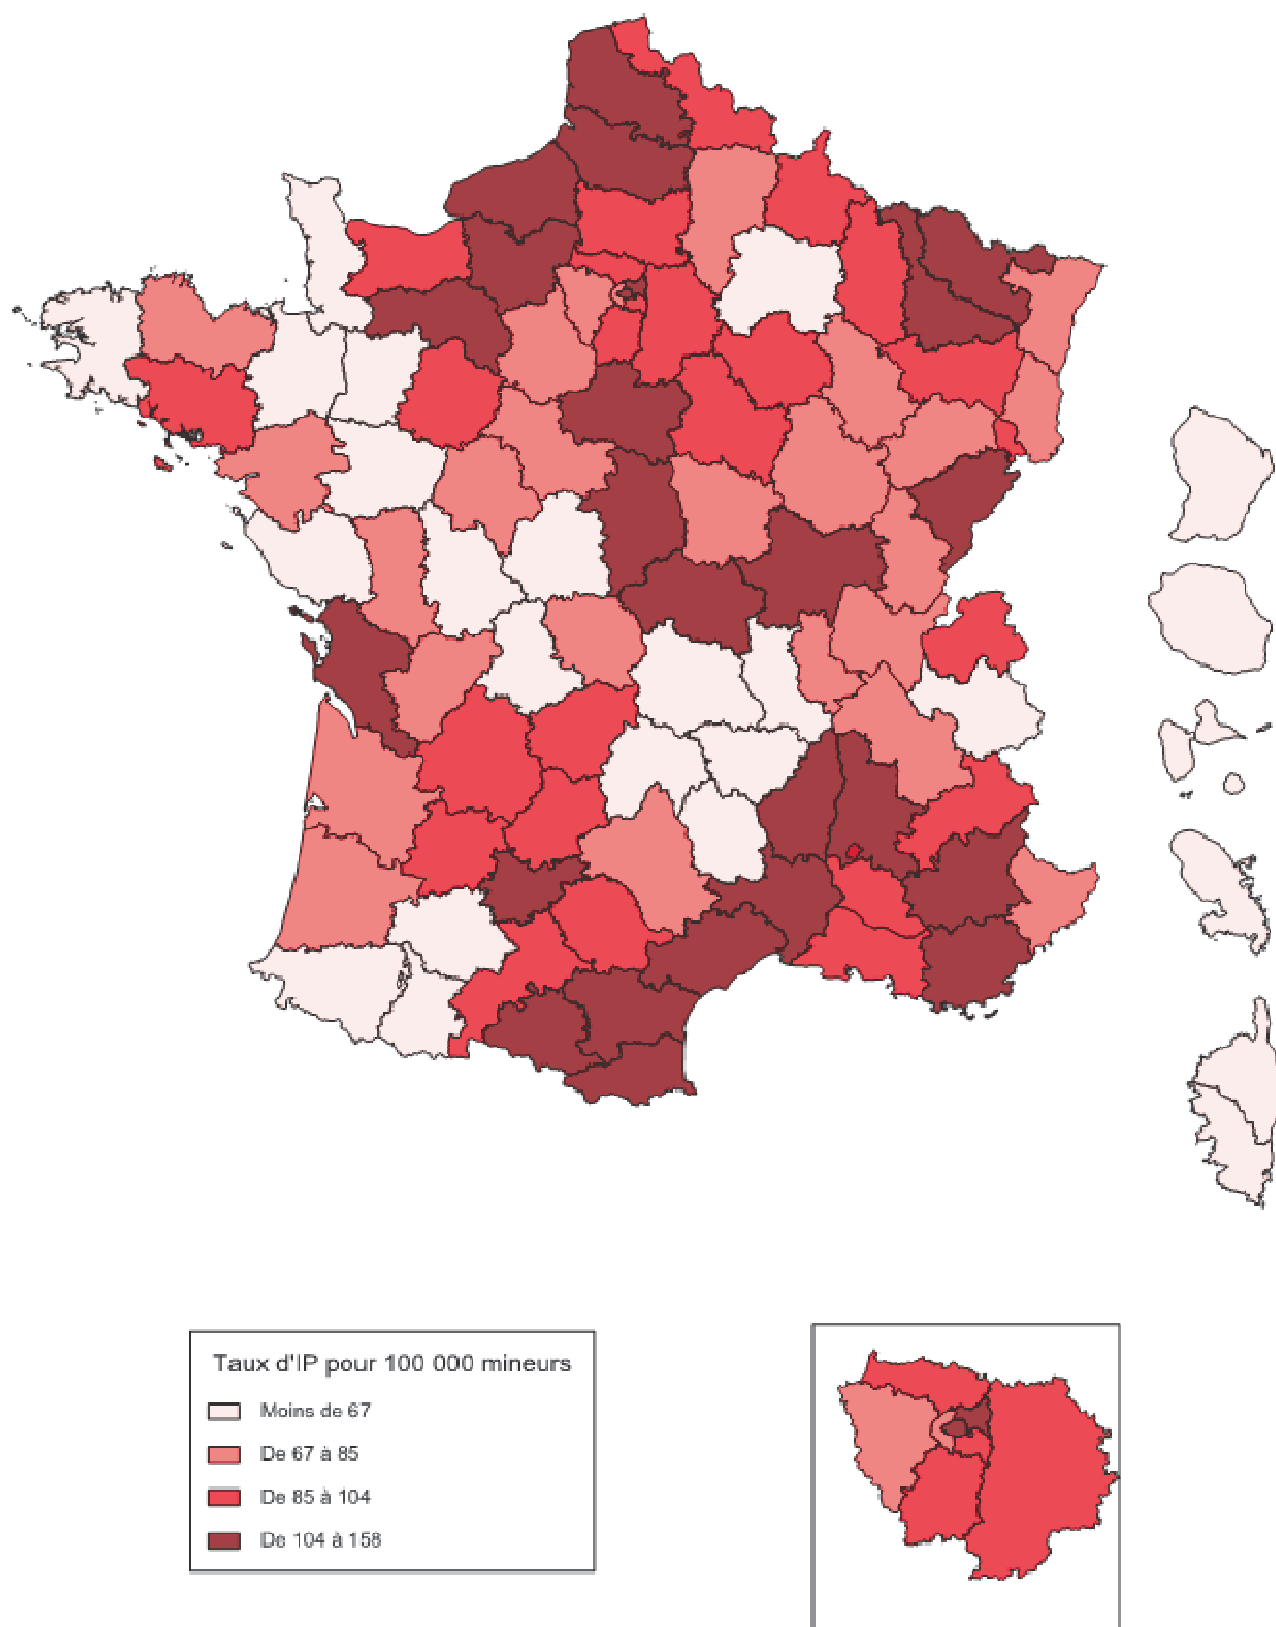 Taux d'IP pour 100 000 mineurs
Moins de 67
De 67 à 85
De 85 à 104
De 104 à 158